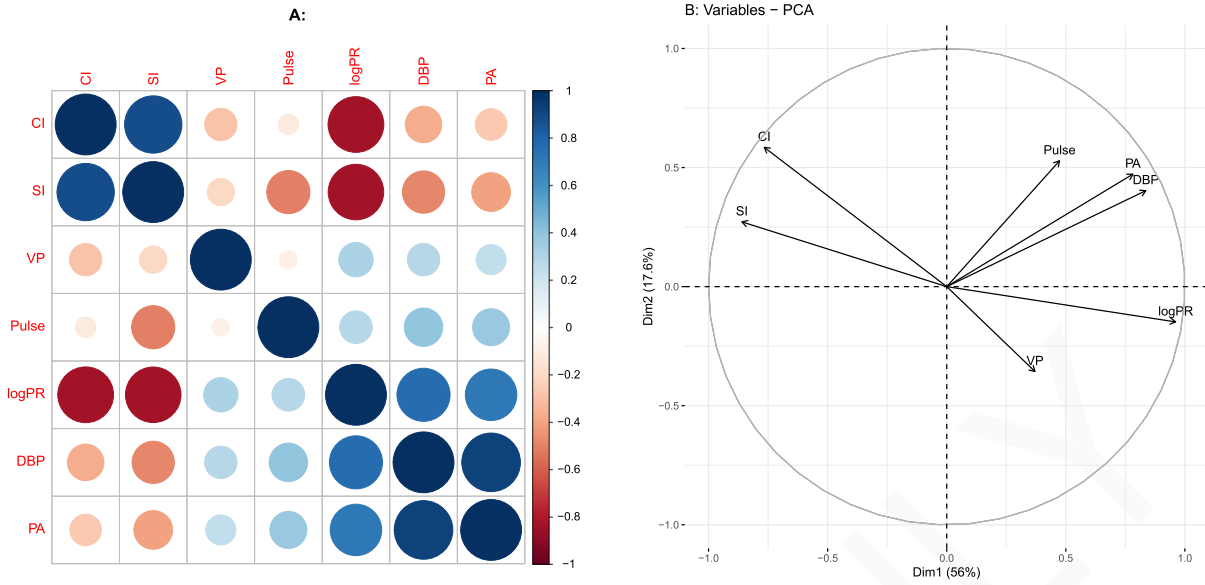 A:
CI SI VP Pulse logPR DBP PA
CI
SI
VP
Pulse
logPR
DBP
PA
1
0.8
0.6
0.4
0.2
0
−0.2
−0.4
−0.6
−0.8
−1
B: Variables − PCA
1.0
0.5
0.0
−0.5
−1.0
Dim2 (17.6%)
CI
Pulse
PA
DBP
SI
logPR
VP
−1.0 −0.5 0.0 0.5 1.0
Dim1 (56%)